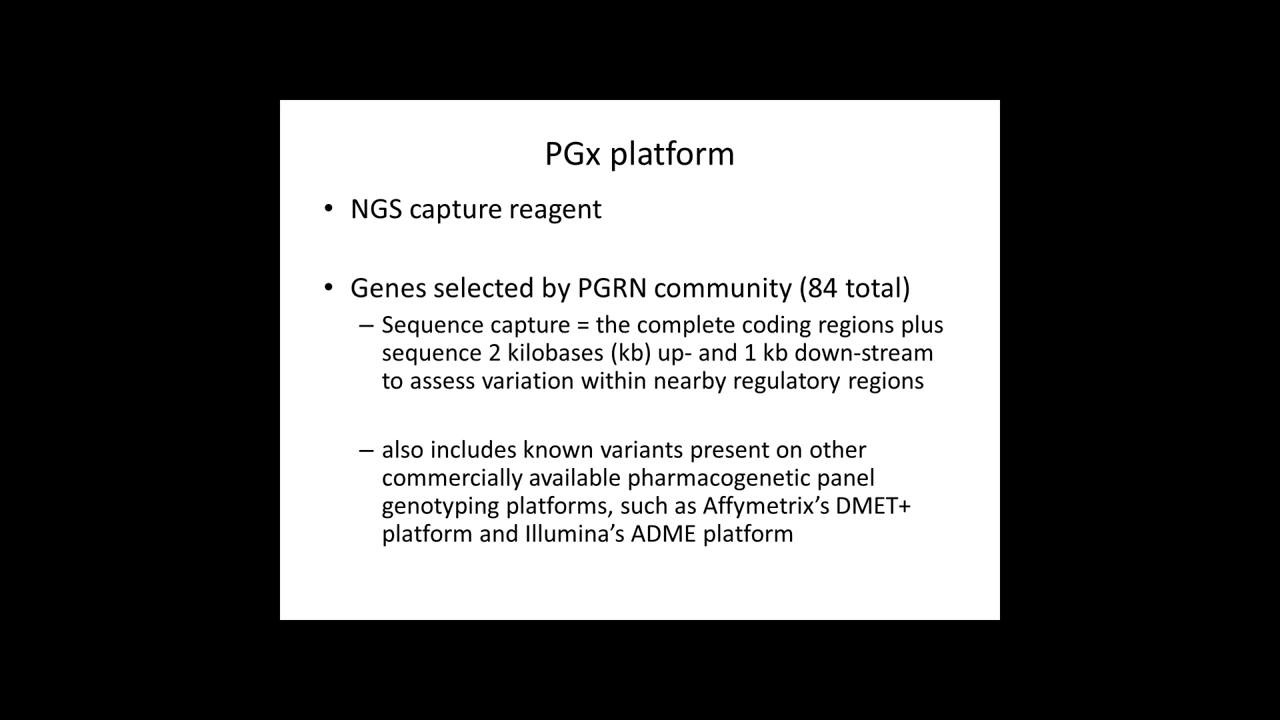 PGx platform
• NGS capture reagent
• Genes selected by PGRN community (84 total)
– Sequence capture = the complete coding regions plus
sequence 2 kilobases (kb) up- and 1 kb down-stream
to assess variation within nearby regulatory regions
– also includes known variants present on other
commercially available pharmacogenetic panel
genotyping platforms, such as Affymetrix’s DMET+
platform and Illumina’s ADME platform